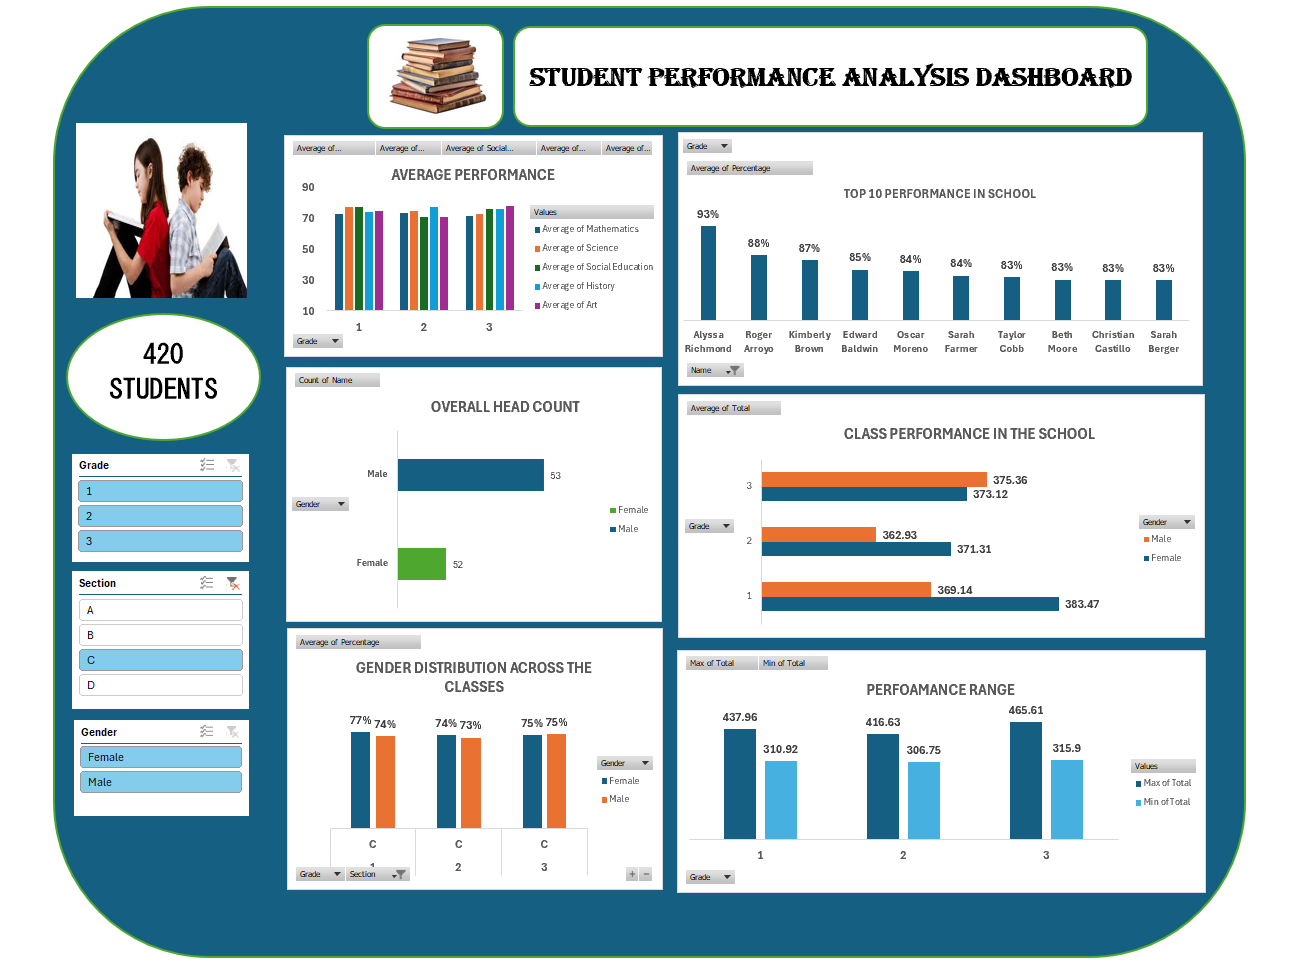 STUDENT PERFORMANCE ANALYSIS DASHBOARD
420
STUDENTS
Grade
1
2
3
Section
A
B
C
D
Gender
Female
Male
Average of... Average of... Average of Social... Average of... Average of...
AVERAGE PERFORMANCE
90
70
50
30
10
1 2 3
Values
Average of Mathematics
Average of Science
Average of Social Education
Average of History
Average of Art
Grade
Grade
Average of Percentage
TOP 10 PERFORMANCE IN SCHOOL
93% 88% 87% 85% 84% 84% 83% 83% 83% 83%
Alyssa Roger Kimberly Edward Oscar Sarah Taylor Beth Christian Sarah
Richmond Arroyo Brown Baldwin Moreno Farmer Cobb Moore Castillo Berger
Name
Count of Name
OVERALL HEAD COUNT
Male 53
Gender
Female 52
Female
Male
Average of Total
CLASS PERFORMANCE IN THE SCHOOL
3 375.36
373.12
Grade
2 362.93
371.31
1 369.14
383.47
Gender
Male
Female
Average of Percentage
GENDER DISTRIBUTION ACROSS THE
CLASSES
77% 74% 74% 73% 75% 75%
C C C
1 2 3
Grade Section
+ −
Gender
Female
Male
Max of Total Min of Total
PERFOAMANCE RANGE
437.96 310.92 416.63 306.75 465.61 315.9
1 2 3
Values
Max of Total
Min of Total
Grade